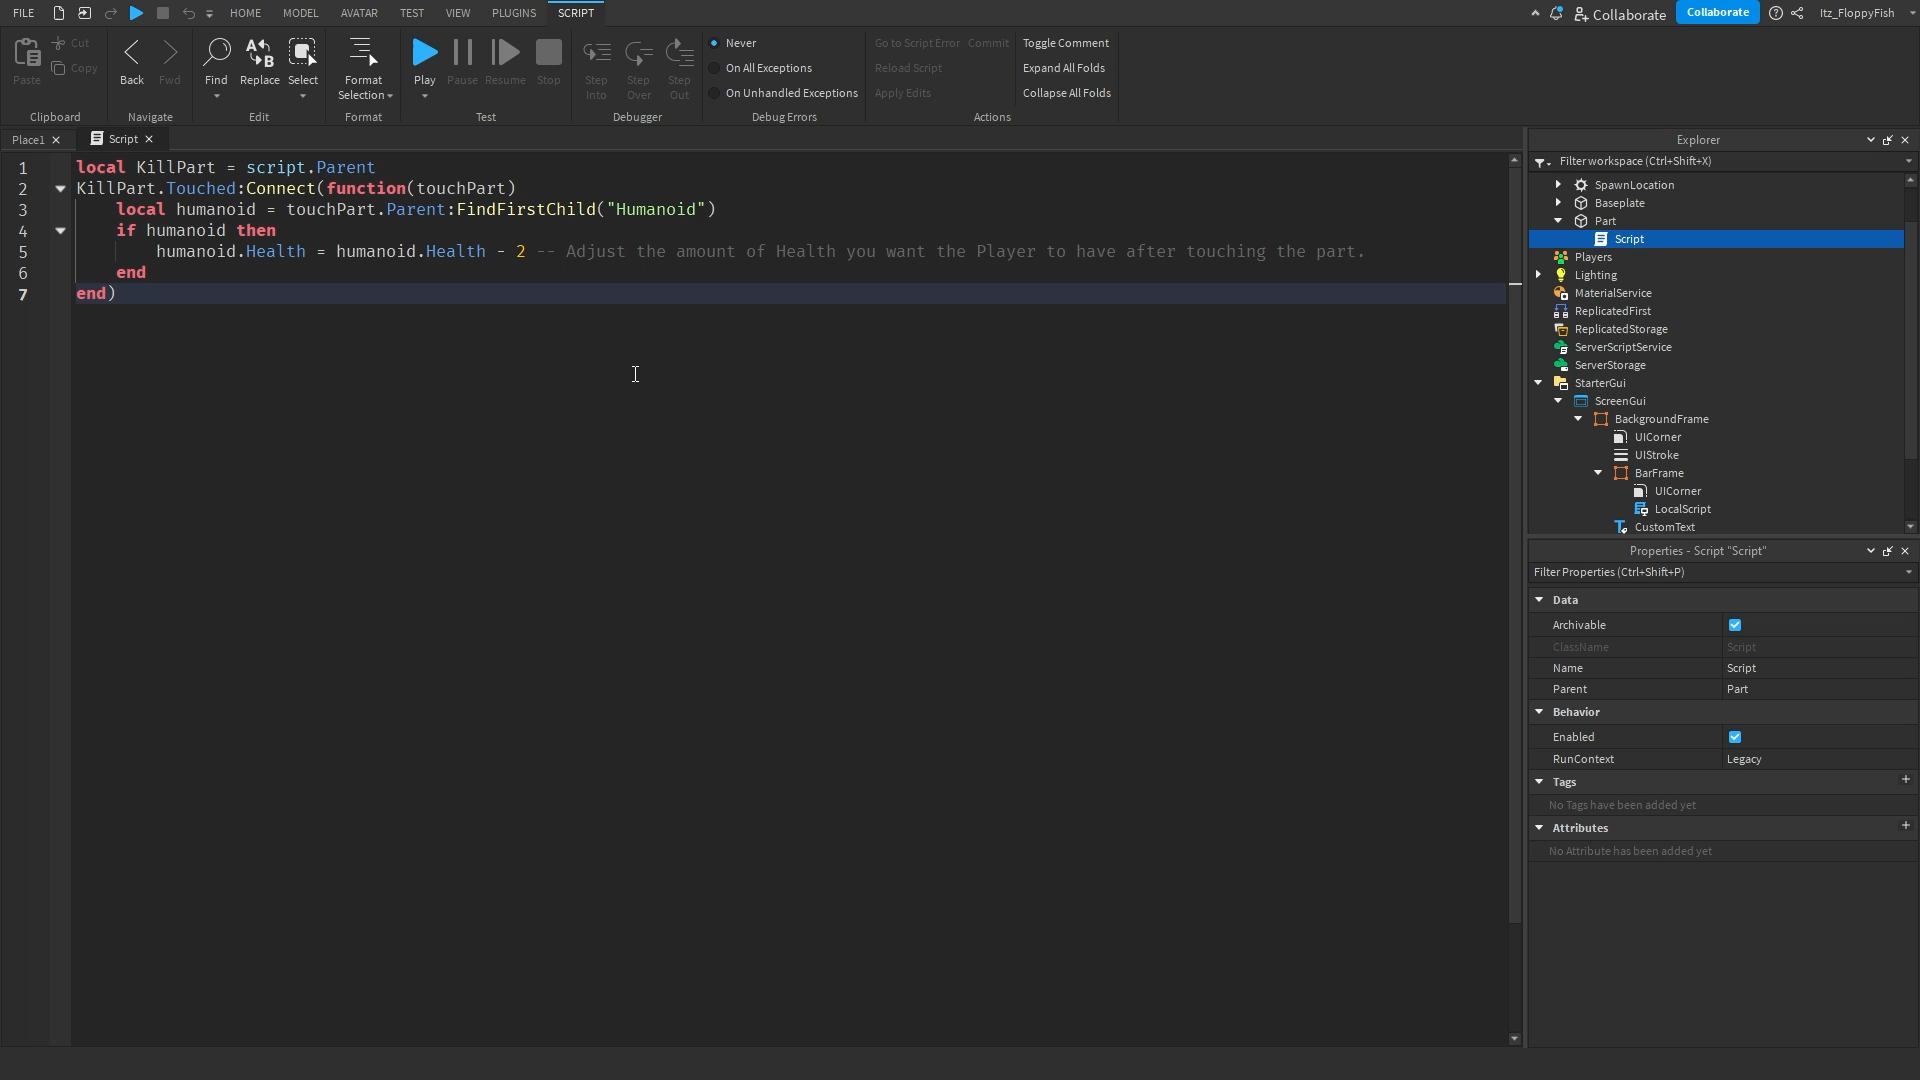 FILE HOME MODEL AVATAR TEST VIEW PLUGINS SCRIPT Collaborate Collaborate Itz_FloppyFish
Paste Cut Copy
Clipboard
Back Fwd
Navigate
Find Replace Select
Edit
Format Selection
Format
Play Pause Resume Stop
Test
Step Into Step Over Step Out
Debugger
Never
On All Exceptions
On Unhandled Exceptions
Debug Errors
Go to Script Error Commit
Reload Script
Apply Edits
Toggle Comment
Expand All Folds
Collapse All Folds
Actions
Place1 Script
1 local KillPart = script.Parent
2 KillPart.Touched:Connect(function(touchPart)
3 local humanoid = touchPart.Parent:FindFirstChild("Humanoid")
4 if humanoid then
5 humanoid.Health = humanoid.Health - 2 -- Adjust the amount of Health you want the Player to have after touching the part.
6 end
7 end)
Explorer
Filter workspace (Ctrl+Shift+X)
SpawnLocation
Baseplate
Part
Script
Players
Lighting
MaterialService
ReplicatedFirst
ReplicatedStorage
ServerScriptService
ServerStorage
StarterGui
ScreenGui
BackgroundFrame
UICorner
UIStroke
BarFrame
UICorner
LocalScript
CustomText
Properties - Script "Script"
Filter Properties (Ctrl+Shift+P)
Data
Archivable
ClassName Script
Name Script
Parent Part
Behavior
Enabled
RunContext Legacy
Tags
No Tags have been added yet
Attributes
No Attribute has been added yet